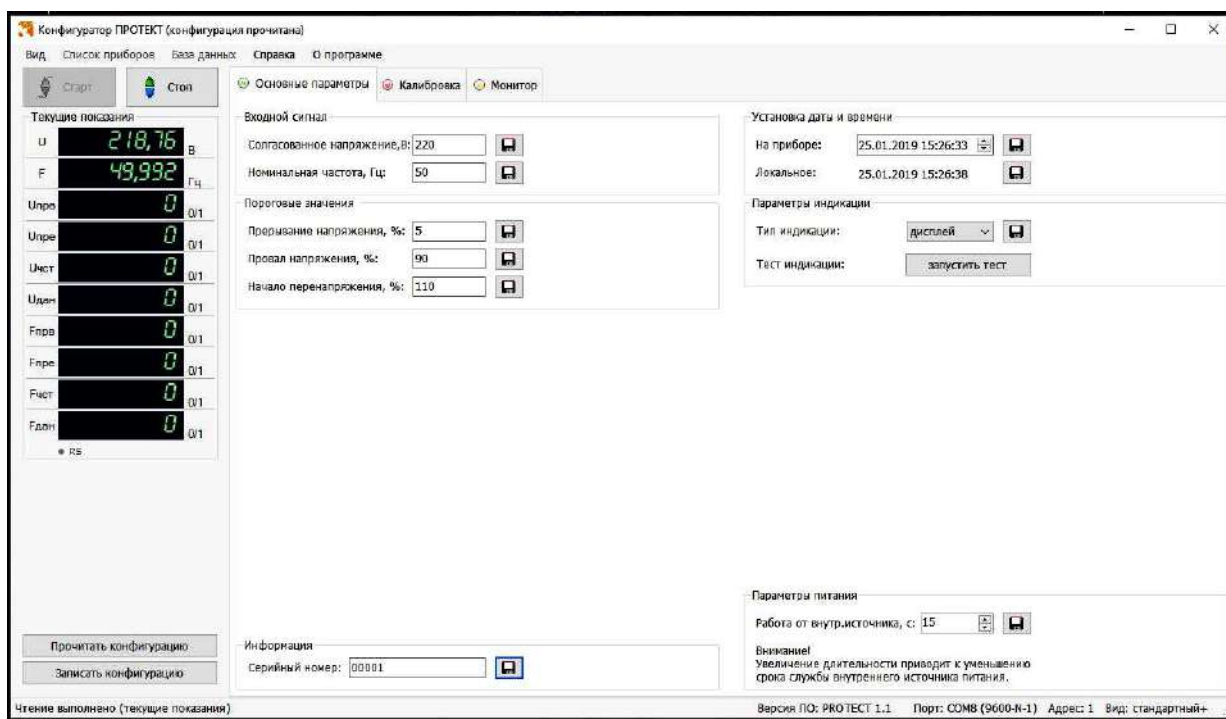 Конфигуратор ПРОТЕКТ (конфигурация прочитана)
Вид Список приборов База данных Справка О программе
Старт Стоп
Основные параметры Калибровка Монитор
Текущие показания
U 218,76 В
F 49,992 Гц
Uпрв 0 0/1
Uпре 0 0/1
Uчст 0 0/1
Uдан 0 0/1
Fпрв 0 0/1
Fпре 0 0/1
Fчст 0 0/1
Fдан 0 0/1
RS
Прочитать конфигурацию
Записать конфигурацию
Входной сигнал
Согласованное напряжение,В: 220
Номинальная частота, Гц: 50
Пороговые значения
Прерывание напряжения, %: 5
Провал напряжения, %: 90
Начало перенапряжения, %: 110
Информация
Серийный номер: 00001
Установка даты и времени
На приборе: 25.01.2019 15:26:33
Локальное: 25.01.2019 15:26:38
Параметры индикации
Тип индикации: дисплей
Тест индикации: запустить тест
Параметры питания
Работа от внутр.источника, с: 15
Внимание!
Увеличение длительности приводит к уменьшению
срока службы внутреннего источника питания.
Чтение выполнено (текущие показания)
Версия ПО: PROTECT 1.1 Порт: COM8 (9600-N-1) Адрес: 1 Вид: стандартный+